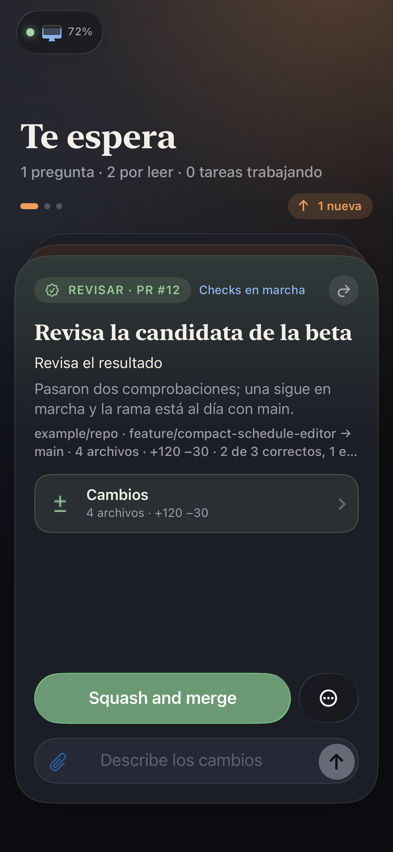 72%
Te espera
1 pregunta · 2 por leer · 0 tareas trabajando
1 nueva
REVISAR · PR #12
Checks en marcha
Revisa la candidata de la beta
Revisa el resultado
Pasaron dos comprobaciones; una sigue en
marcha y la rama está al día con main.
example/repo · feature/compact-schedule-editor →
main · 4 archivos · +120 −30 · 2 de 3 correctos, 1 e...
Cambios
4 archivos · +120 −30
Squash and merge
Describe los cambios